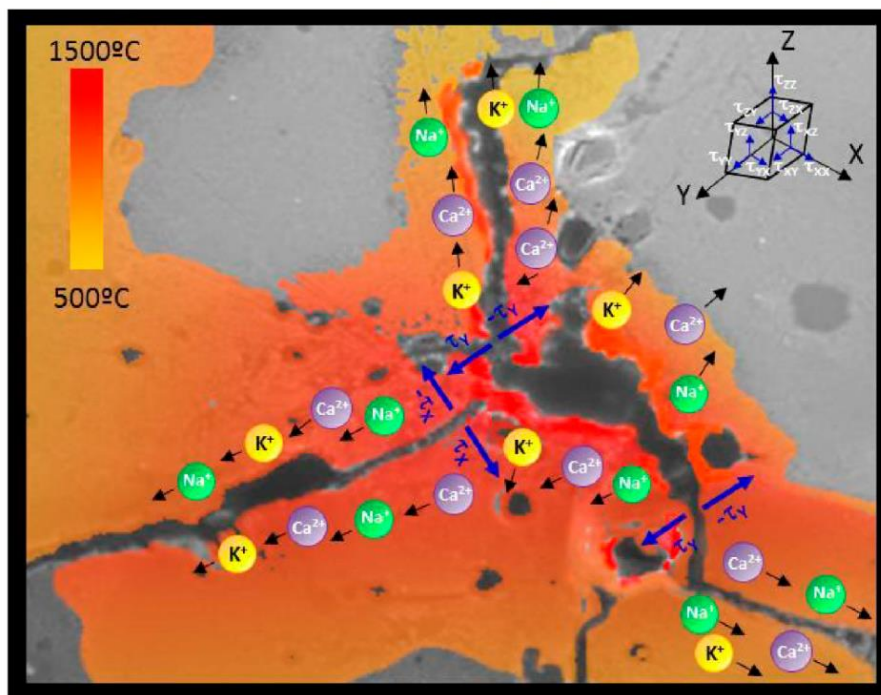 1500ºC
500ºC
Z
τZZ
τZY
τZX
τYZ
τXZ
τYY
τYX
τXY
τXX
X
Y
K⁺
Na⁺
Na⁺
Ca²⁺
Ca²⁺
Ca²⁺
K⁺
K⁺
Ca²⁺
Na⁺
τY
-τY
-τX
τX
Ca²⁺
Na⁺
K⁺
Na⁺
K⁺
Ca²⁺
Na⁺
Ca²⁺
Na⁺
Ca²⁺
K⁺
-τY
τY
Ca²⁺
Na⁺
Na⁺
K⁺
Ca²⁺